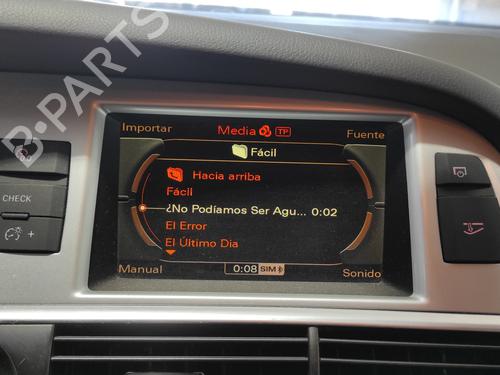 Importar
Media TP
Fuente
Fácil
Hacia arriba
Fácil
¿No Podíamos Ser Agu... 0:02
El Error
El Último Dia
Manual
0:08 SIM
Sonido
CHECK
+
B-PARTS